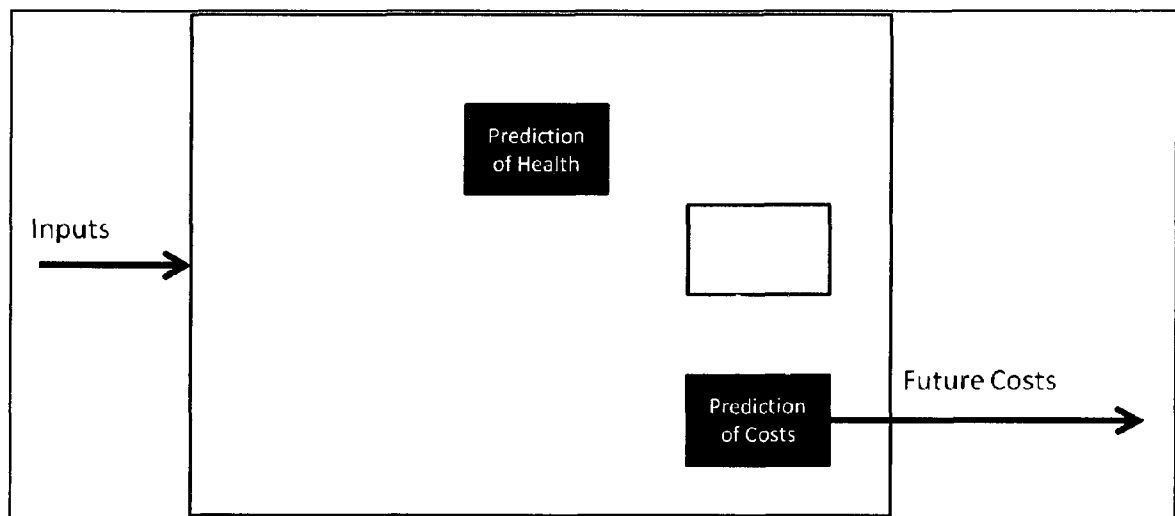 Prediction
of Health
Inputs
Future Costs
Prediction
of Costs